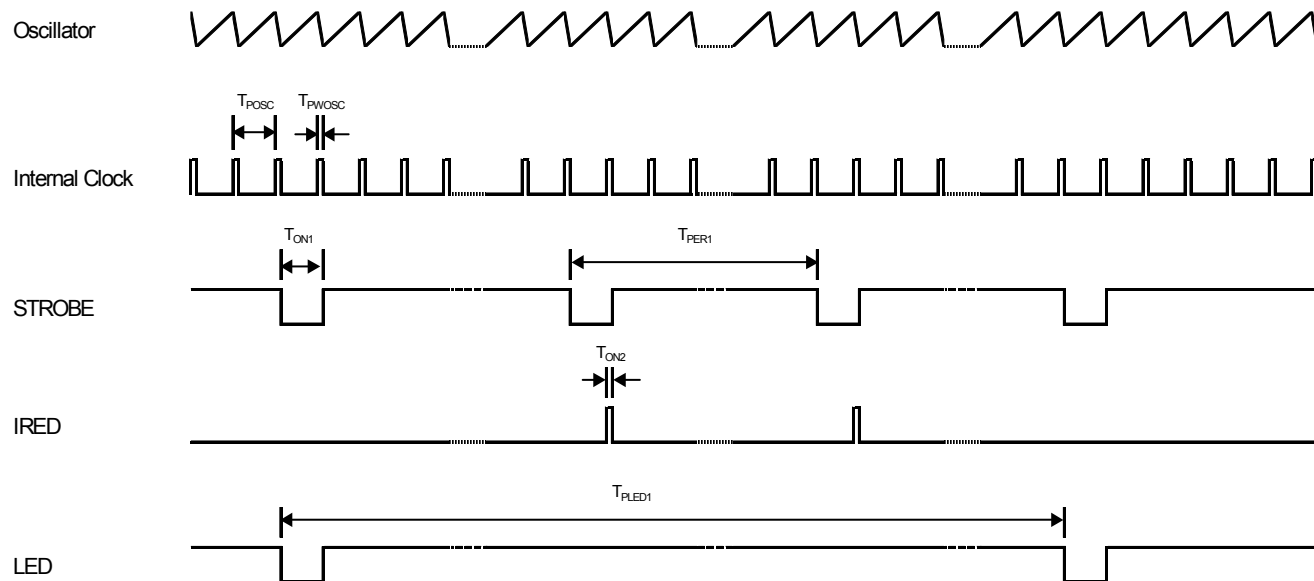 Oscillator
TPOSC TPWOSC
Internal Clock
TON1 TPER1
STROBE
TON2
IRED
TPLED1
LED